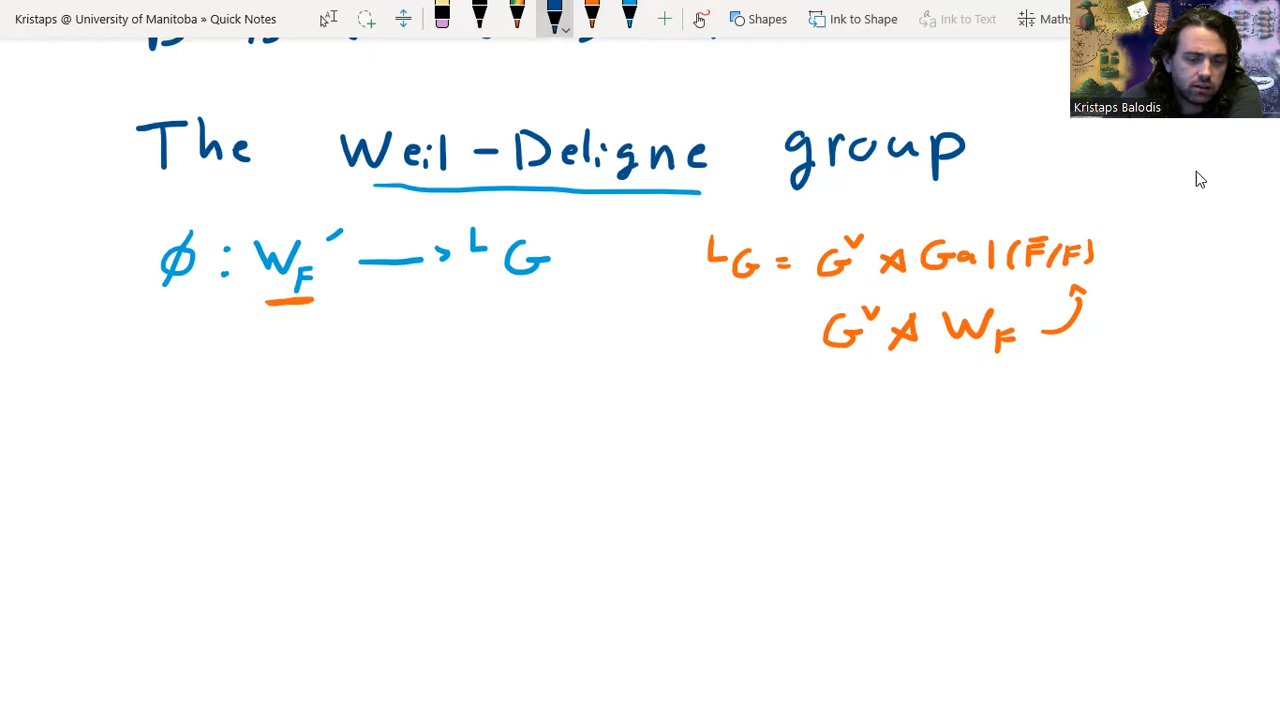 Kristaps @ University of Manitoba » Quick Notes
Shapes Ink to Shape Ink to Text Maths
Kristaps Balodis
The Weil-Deligne group
ϕ : W_F′ → ᴸG
ᴸG = G^∨ ⋊ Gal(F̄/F)
G^∨ ⋊ W_F